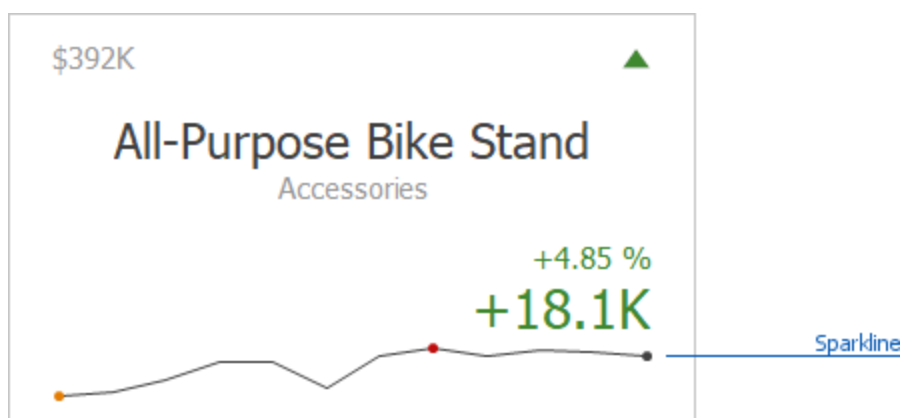 $392K
All-Purpose Bike Stand
Accessories
+4.85 %
+18.1K
Sparkline